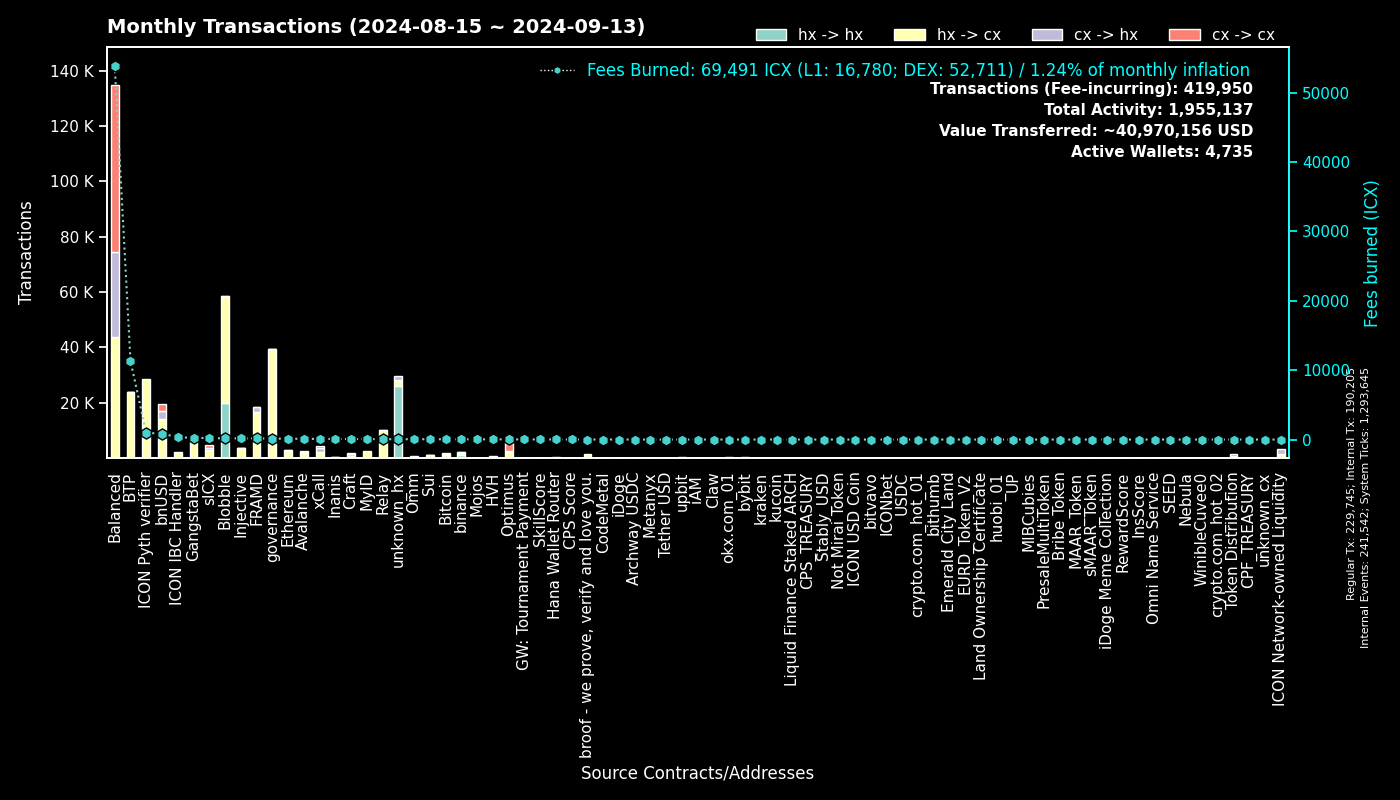 Monthly Transactions (2024-08-15 ~ 2024-09-13)
hx -> hx
hx -> cx
cx -> hx
cx -> cx
Fees Burned: 69,491 ICX (L1: 16,780; DEX: 52,711) / 1.24% of monthly inflation
Transactions (Fee-incurring): 419,950
Total Activity: 1,955,137
Value Transferred: ~40,970,156 USD
Active Wallets: 4,735
Transactions
140 K
120 K
100 K
80 K
60 K
40 K
20 K
50000
40000
30000
20000
10000
0
Fees burned (ICX)
Regular Tx: 229,745; Internal Tx: 190,205
Internal Events: 241,542; System Ticks: 1,293,645
Balanced
BTP
ICON Pyth verifier
bnUSD
ICON IBC Handler
GangstaBet
sICX
Blobble
Injective
FRAMD
governance
Ethereum
Avalanche
xCall
Inanis
Craft
MyID
Relay
unknown_hx
Omm
Sui
Bitcoin
binance
Mojos
HVH
Optimus
GW: Tournament Payment
SkillScore
Hana Wallet Router
CPS Score
broof - we prove, verify and love you.
CodeMetal
iDoge
Archway_USDC
Metanyx
Tether USD
upbit
IAM
Claw
okx.com_01
bybit
kraken
kucoin
Liquid Finance Staked ARCH
CPS_TREASURY
Stably_USD
Not Miral Token
ICON USD Coin
bitvavo
ICONbet
USDC
crypto.com_hot_01
bithumb
Emerald City Land
EURD_Token_V2
Land Ownership Certificate
huobi_01
UP
MIBCubies
PresaleMultiToken
Bribe Token
MAAR_Token
sMAAR_Token
iDoge Meme Collection
RewardScore
InsScore
Omni Name Service
SEED
Nebula
WinibleCuvee0
crypto.com_hot_02
Token Distribution
CPF_TREASURY
unknown_cx
ICON Network-owned Liquidity
Source Contracts/Addresses